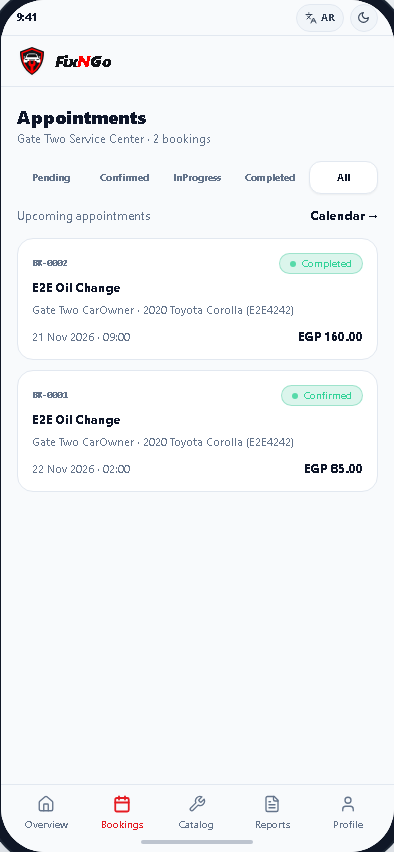 9:41
AR
FixNGo
Appointments
Gate Two Service Center · 2 bookings
Pending Confirmed InProgress Completed All
Upcoming appointments Calendar →
BK-0002 Completed
E2E Oil Change
Gate Two CarOwner · 2020 Toyota Corolla (E2E4242)
21 Nov 2026 · 09:00 EGP 160.00
BK-0001 Confirmed
E2E Oil Change
Gate Two CarOwner · 2020 Toyota Corolla (E2E4242)
22 Nov 2026 · 02:00 EGP 85.00
Overview Bookings Catalog Reports Profile